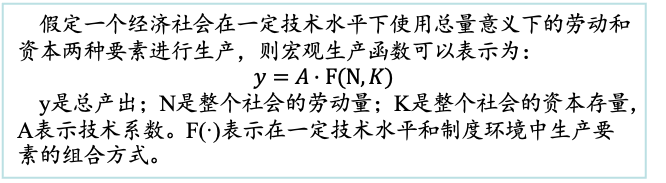 假定一个经济社会在一定技术水平下使用总量意义下的劳动和
资本两种要素进行生产，则宏观生产函数可以表示为：
y = A · F(N, K)
y是总产出；N是整个社会的劳动量；K是整个社会的资本存量，
A表示技术系数。F(·)表示在一定技术水平和制度环境中生产要
素的组合方式。